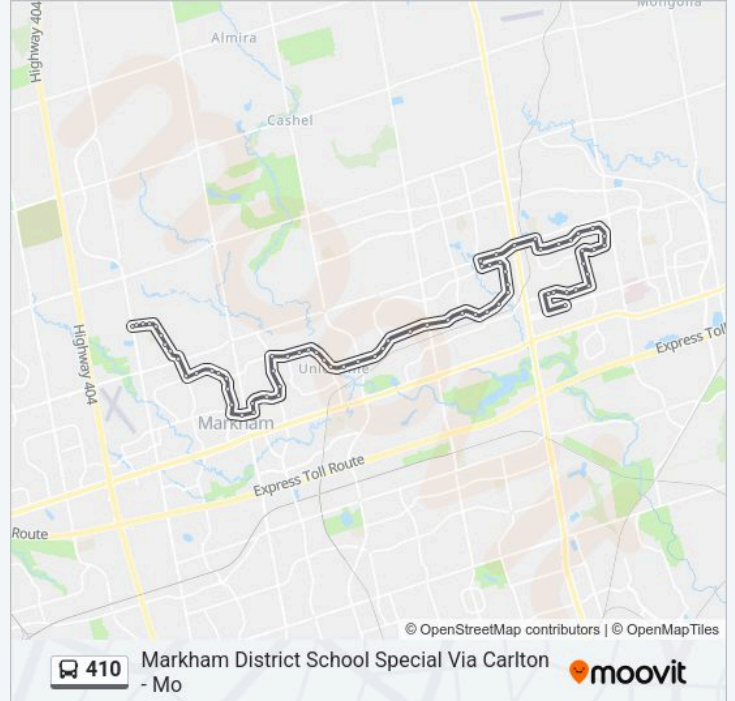 Mongolia
Highway 404
Almira
Cashel
Highway 404
Unionville
Express Toll
Markham
Express Toll Route
Route
© OpenStreetMap contributors | © OpenMapTiles
410
Markham District School Special Via Carlton
- Mo
moovit